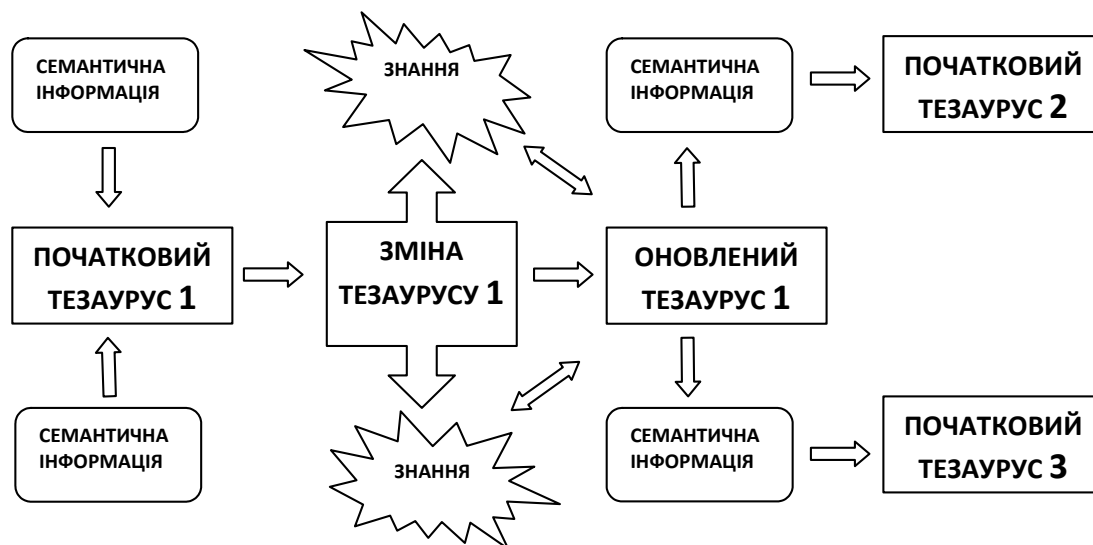 СЕМАНТИЧНА
ІНФОРМАЦІЯ
ЗНАННЯ
СЕМАНТИЧНА
ІНФОРМАЦІЯ
ПОЧАТКОВИЙ
ТЕЗАУРУС 2
ПОЧАТКОВИЙ
ТЕЗАУРУС 1
ЗМІНА
ТЕЗАУРУСУ 1
ОНОВЛЕНИЙ
ТЕЗАУРУС 1
СЕМАНТИЧНА
ІНФОРМАЦІЯ
ЗНАННЯ
СЕМАНТИЧНА
ІНФОРМАЦІЯ
ПОЧАТКОВИЙ
ТЕЗАУРУС 3